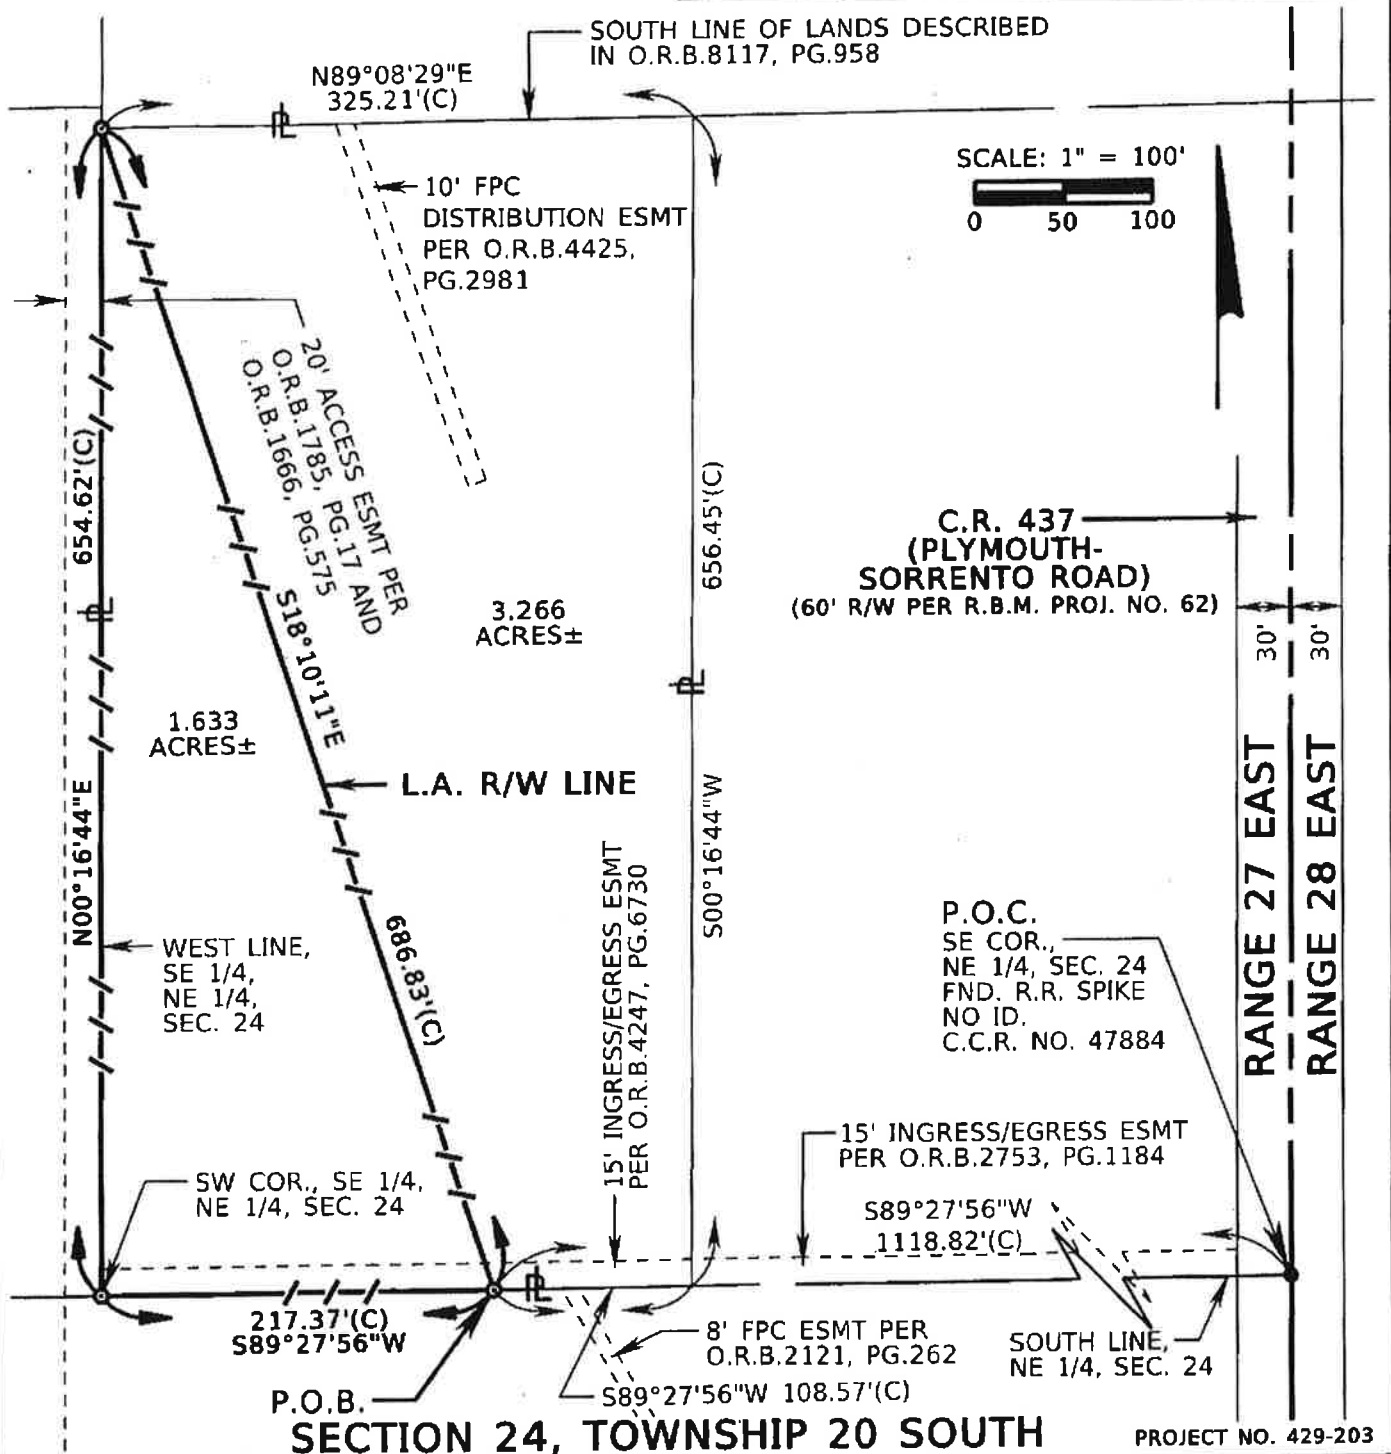 SOUTH LINE OF LANDS DESCRIBED
IN O.R.B.8117, PG.958
N89°08'29"E
325.21'(C)
PL
SCALE: 1" = 100'
0 50 100
10' FPC
DISTRIBUTION ESMT
PER O.R.B.4425,
PG.2981
20' ACCESS ESMT PER
O.R.B.1785, PG.17 AND
O.R.B.1666, PG.575
654.62'(C)
N00°16'44"E
PL
S18°10'11"E
686.83'(C)
3.266
ACRES±
1.633
ACRES±
656.45'(C)
S00°16'44"W
PL
C.R. 437
(PLYMOUTH-
SORRENTO ROAD)
(60' R/W PER R.B.M. PROJ. NO. 62)
30'
30'
RANGE 27 EAST
RANGE 28 EAST
L.A. R/W LINE
WEST LINE,
SE 1/4,
NE 1/4,
SEC. 24
15' INGRESS/EGRESS ESMT
PER O.R.B.4247, PG.6730
P.O.C.
SE COR.,
NE 1/4, SEC. 24
FND. R.R. SPIKE
NO ID.
C.C.R. NO. 47884
15' INGRESS/EGRESS ESMT
PER O.R.B.2753, PG.1184
SW COR., SE 1/4,
NE 1/4, SEC. 24
S89°27'56"W
1118.82'(C)
PL
217.37'(C)
S89°27'56"W
8' FPC ESMT PER
O.R.B.2121, PG.262
SOUTH LINE,
NE 1/4, SEC. 24
S89°27'56"W 108.57'(C)
P.O.B.
SECTION 24, TOWNSHIP 20 SOUTH
PROJECT NO. 429-203